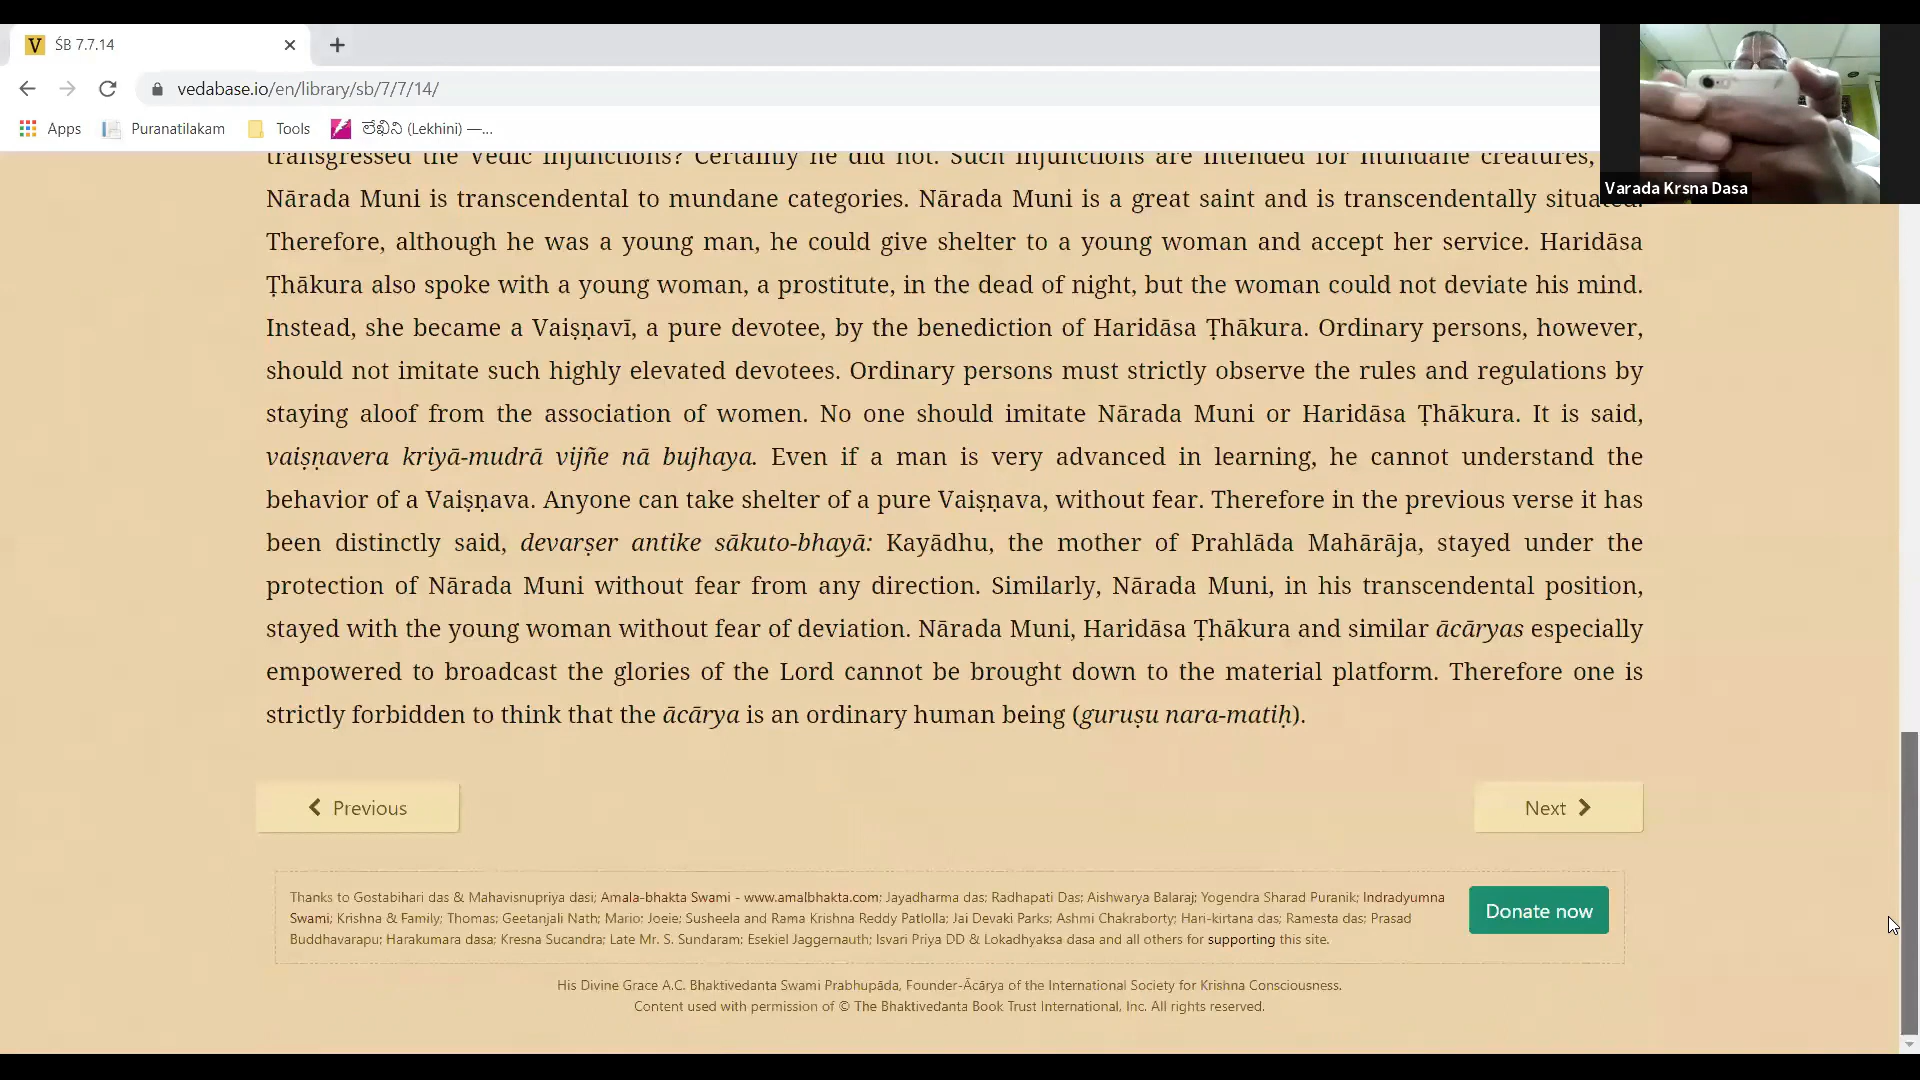 V ŚB 7.7.14
vedabase.io/en/library/sb/7/7/14/
Apps Puranatilakam Tools లేఖిని (Lekhini) —...
transgressed the Vedic injunctions? Certainly he did not. Such injunctions are intended for mundane creatures,
Nārada Muni is transcendental to mundane categories. Nārada Muni is a great saint and is transcendentally situated.
Therefore, although he was a young man, he could give shelter to a young woman and accept her service. Haridāsa
Ṭhākura also spoke with a young woman, a prostitute, in the dead of night, but the woman could not deviate his mind.
Instead, she became a Vaiṣṇavī, a pure devotee, by the benediction of Haridāsa Ṭhākura. Ordinary persons, however,
should not imitate such highly elevated devotees. Ordinary persons must strictly observe the rules and regulations by
staying aloof from the association of women. No one should imitate Nārada Muni or Haridāsa Ṭhākura. It is said,
vaiṣṇavera kriyā-mudrā vijñe nā bujhaya. Even if a man is very advanced in learning, he cannot understand the
behavior of a Vaiṣṇava. Anyone can take shelter of a pure Vaiṣṇava, without fear. Therefore in the previous verse it has
been distinctly said, devarṣer antike sākuto-bhayā: Kayādhu, the mother of Prahlāda Mahārāja, stayed under the
protection of Nārada Muni without fear from any direction. Similarly, Nārada Muni, in his transcendental position,
stayed with the young woman without fear of deviation. Nārada Muni, Haridāsa Ṭhākura and similar ācāryas especially
empowered to broadcast the glories of the Lord cannot be brought down to the material platform. Therefore one is
strictly forbidden to think that the ācārya is an ordinary human being (guruṣu nara-matiḥ).
Varada Krsna Dasa
Previous
Next
Thanks to Gostabihari das & Mahavisnupriya dasi; Amala-bhakta Swami - www.amalbhakta.com; Jayadharma das; Radhapati Das; Aishwarya Balaraj; Yogendra Sharad Puranik; Indradyumna
Swami; Krishna & Family; Thomas; Geetanjali Nath; Mario; Joeie; Susheela and Rama Krishna Reddy Patlolla; Jai Devaki Parks; Ashmi Chakraborty; Hari-kirtana das; Ramesta das; Prasad
Buddhavarapu; Harakumara dasa; Kresna Sucandra; Late Mr. S. Sundaram; Esekiel Jaggernauth; Isvari Priya DD & Lokadhyaksa dasa and all others for supporting this site.
Donate now
His Divine Grace A.C. Bhaktivedanta Swami Prabhupāda, Founder-Ācārya of the International Society for Krishna Consciousness.
Content used with permission of © The Bhaktivedanta Book Trust International, Inc. All rights reserved.